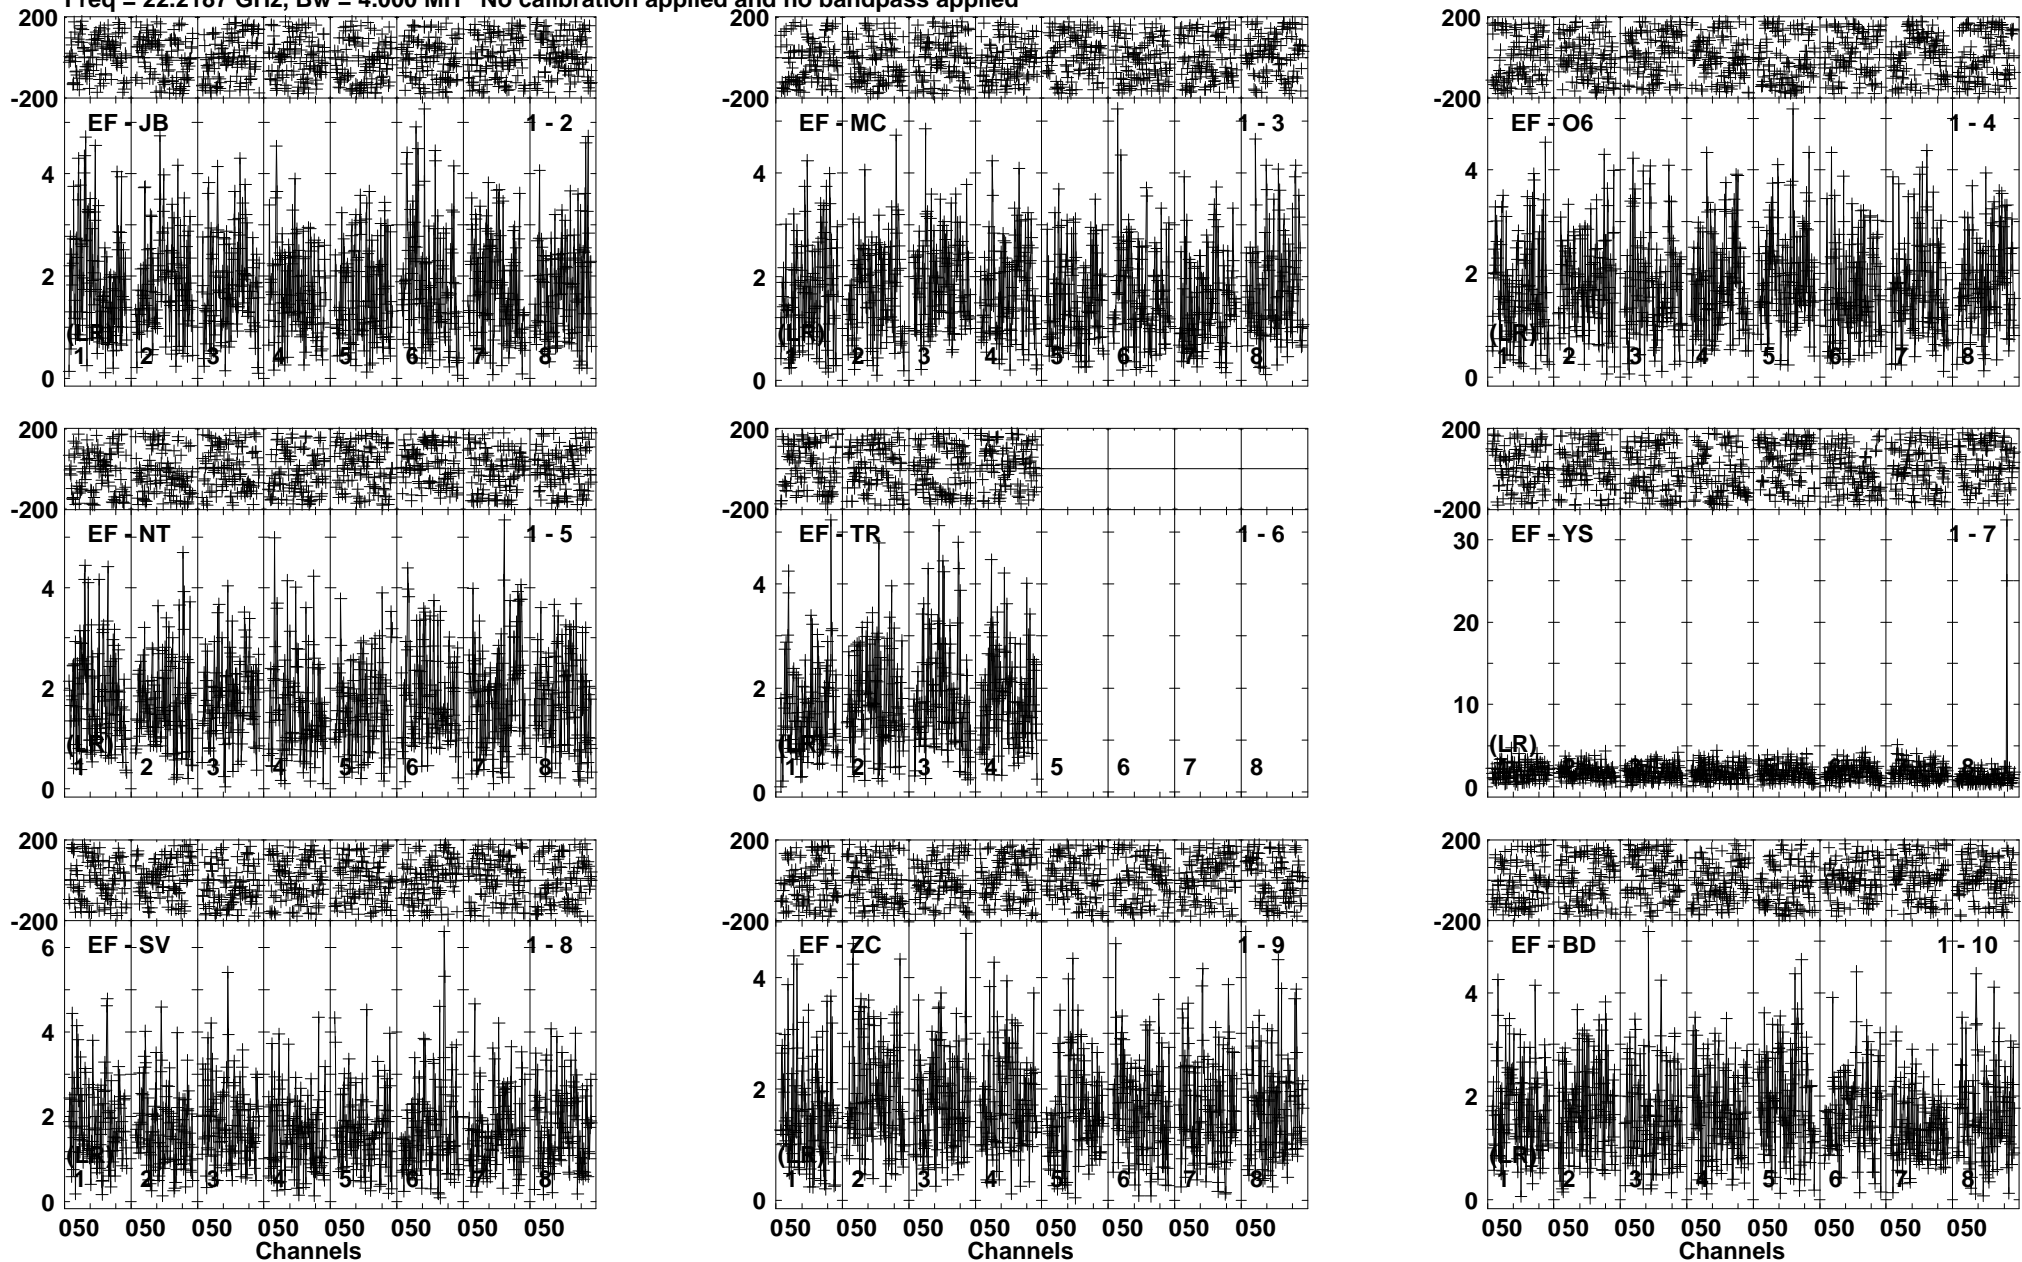 Freq = 22.2187 GHz, Bw = 4.000 MH No calibration applied and no bandpass applied
200 200 200
-200 -200 -200
EF - JB 1 - 2 EF - MC 1 - 3 EF - O6 1 - 4
4 4 4
2 2 2
(LR) (LR) (LR)
1 2 3 4 5 6 7 8 1 2 3 4 5 6 7 8 1 2 3 4 5 6 7 8
0 0 0
200 200 200
-200 -200 -200
EF - NT 1 - 5 EF - TR 1 - 6 EF - YS 1 - 7
30
4 4
20
2 2
10
(LR) (LR) (LR)
1 2 3 4 5 6 7 8 1 2 3 4 5 6 7 8 8
0 0 0
200 200 200
-200 -200 -200
EF - SV 1 - 8 EF - ZC 1 - 9 EF - BD 1 - 10
6
4 4 4
2 2 2
(LR) (LR) (LR)
1 2 3 4 5 6 7 8 1 2 3 4 5 6 7 8 1 2 3 4 5 6 7 8
0 0 0
050 050 050 050 050 050 050 050 050 050 050 050 050 050 050 050 050 050 050 050 050 050 050 050
Channels Channels Channels